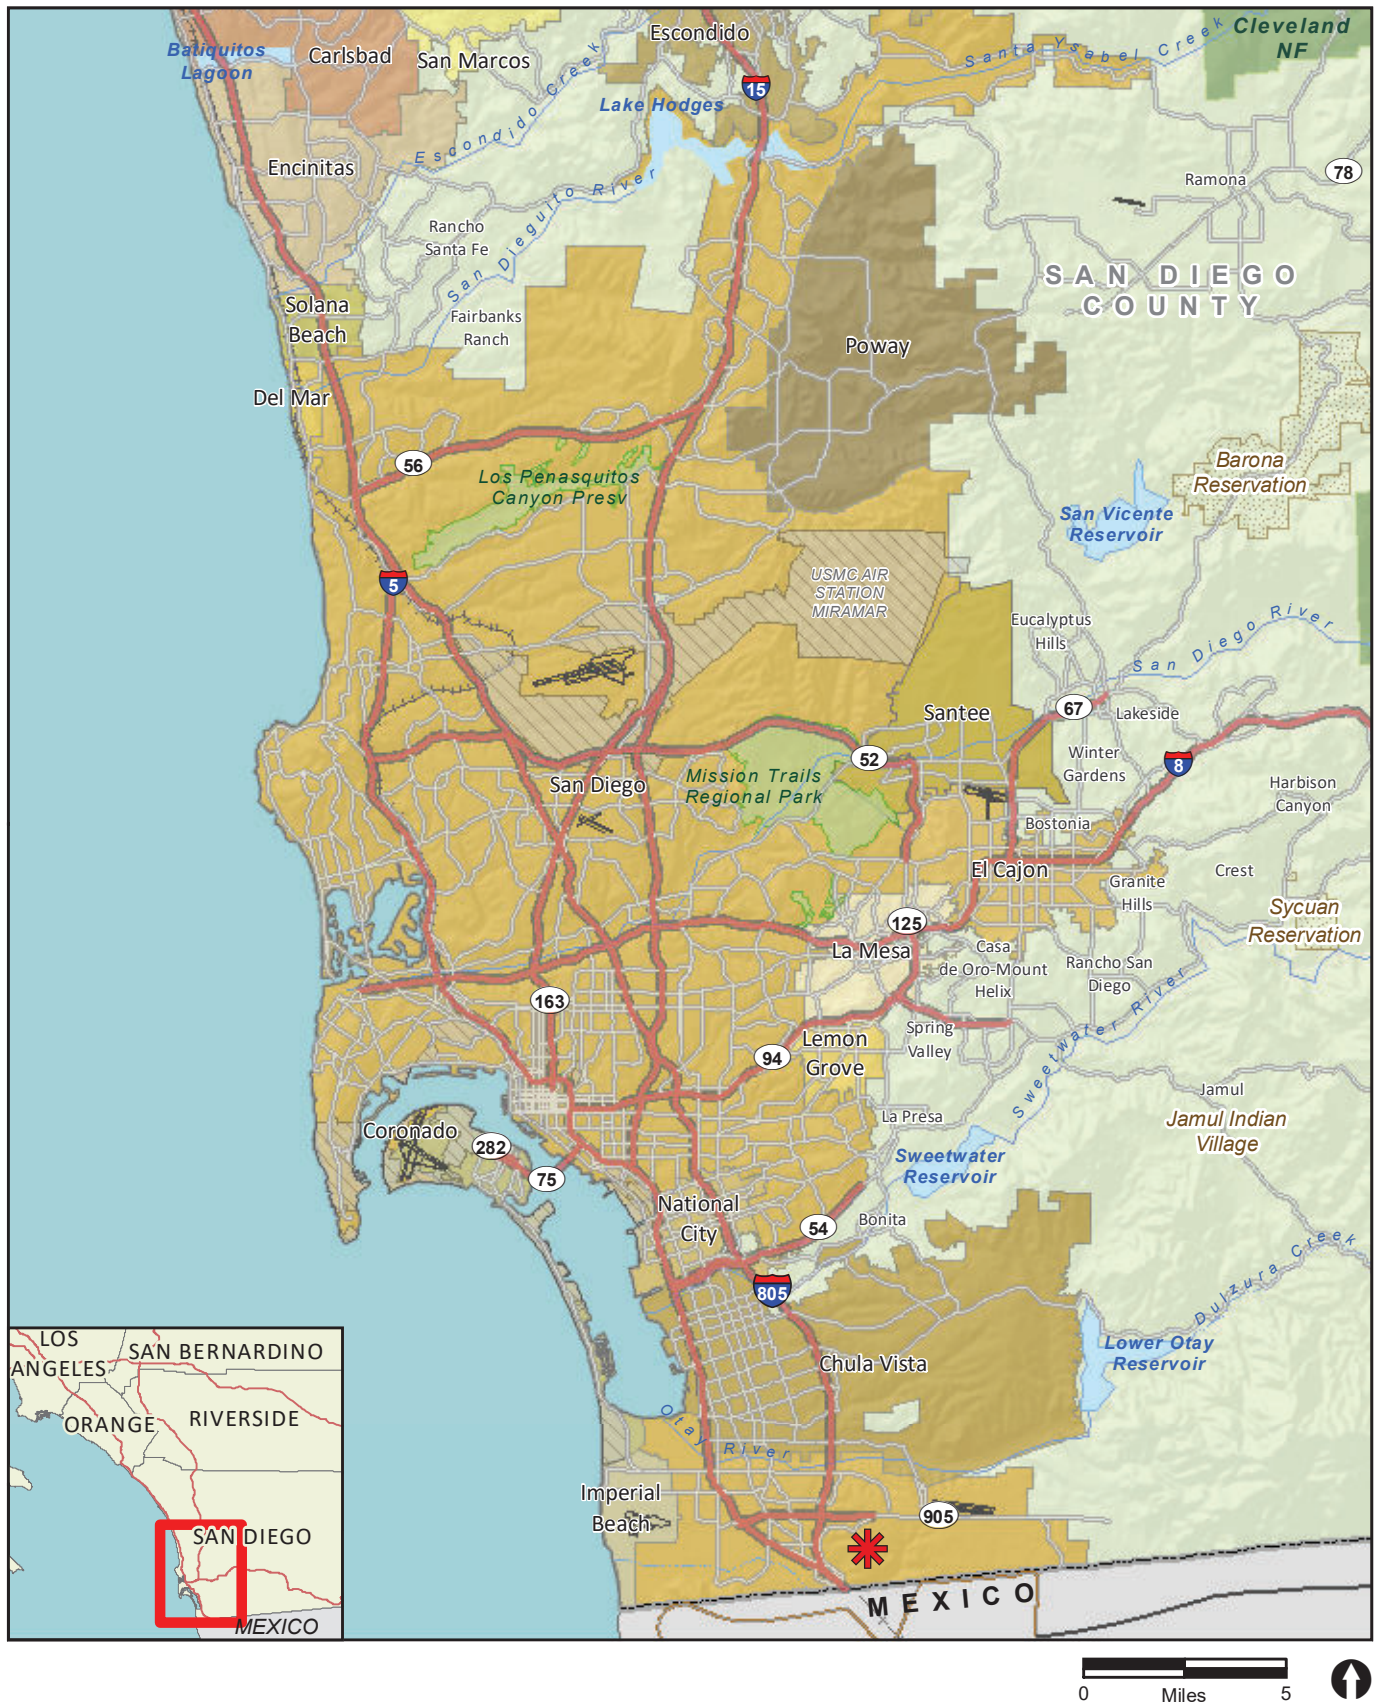 Escondido
Cleveland
NF
Batiquitos
Lagoon
Carlsbad
San Marcos
Santa Ysabel Creek
15
Lake Hodges
Escondido Creek
Encinitas
78
Ramona
San Dieguito River
Rancho
Santa Fe
SAN DIEGO
COUNTY
Solana
Beach
Fairbanks
Ranch
Poway
Del Mar
56
Los Penasquitos
Canyon Presv
Barona
Reservation
San Vicente
Reservoir
5
USMC AIR
STATION
MIRAMAR
Eucalyptus
Hills
San Diego River
Santee
67
Lakeside
52
Winter
Gardens
8
San Diego
Mission Trails
Regional Park
Harbison
Canyon
Bostonia
El Cajon
Granite
Hills
Crest
125
Sycuan
Reservation
La Mesa
Casa
de Oro-Mount
Helix
Rancho San
Diego
163
Spring
Valley
Sweetwater River
Lemon
Grove
94
Jamul
La Presa
Jamul Indian
Village
Coronado
282
75
Sweetwater
Reservoir
National
City
54
Bonita
805
Dulzura Creek
Lower Otay
Reservoir
Chula Vista
Otay River
Imperial
Beach
905
MEXICO
LOS
ANGELES
SAN BERNARDINO
ORANGE
RIVERSIDE
SAN DIEGO
MEXICO
0 Miles 5